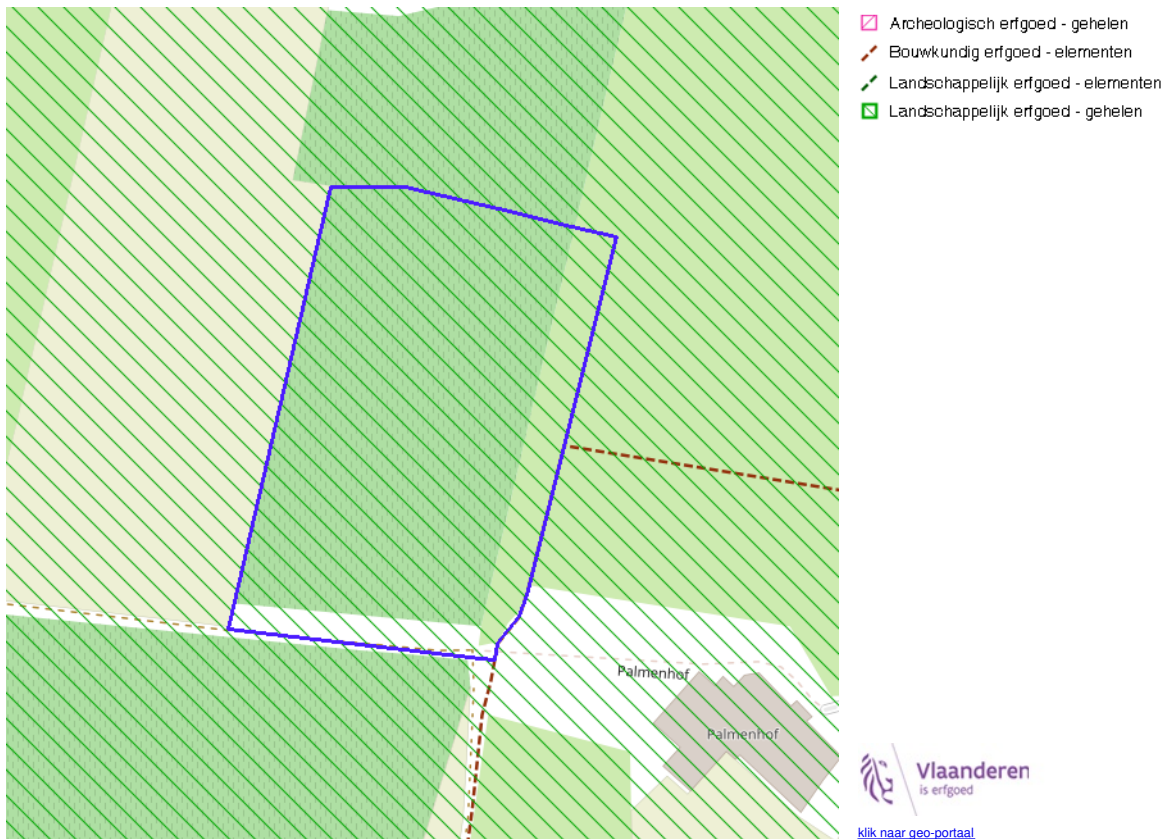 Archeologisch erfgoed - gehelen
Bouwkundig erfgoed - elementen
Landschappelijk erfgoed - elementen
Landschappelijk erfgoed - gehelen
Palmenhof
Palmenhof
Vlaanderen
is erfgoed
klik naar geo-portaal